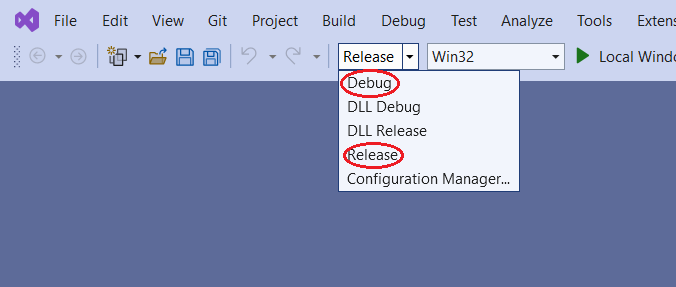 File Edit View Git Project Build Debug Test Analyze Tools Extens
Release Win32 Local Windo
Debug
DLL Debug
DLL Release
Release
Configuration Manager...